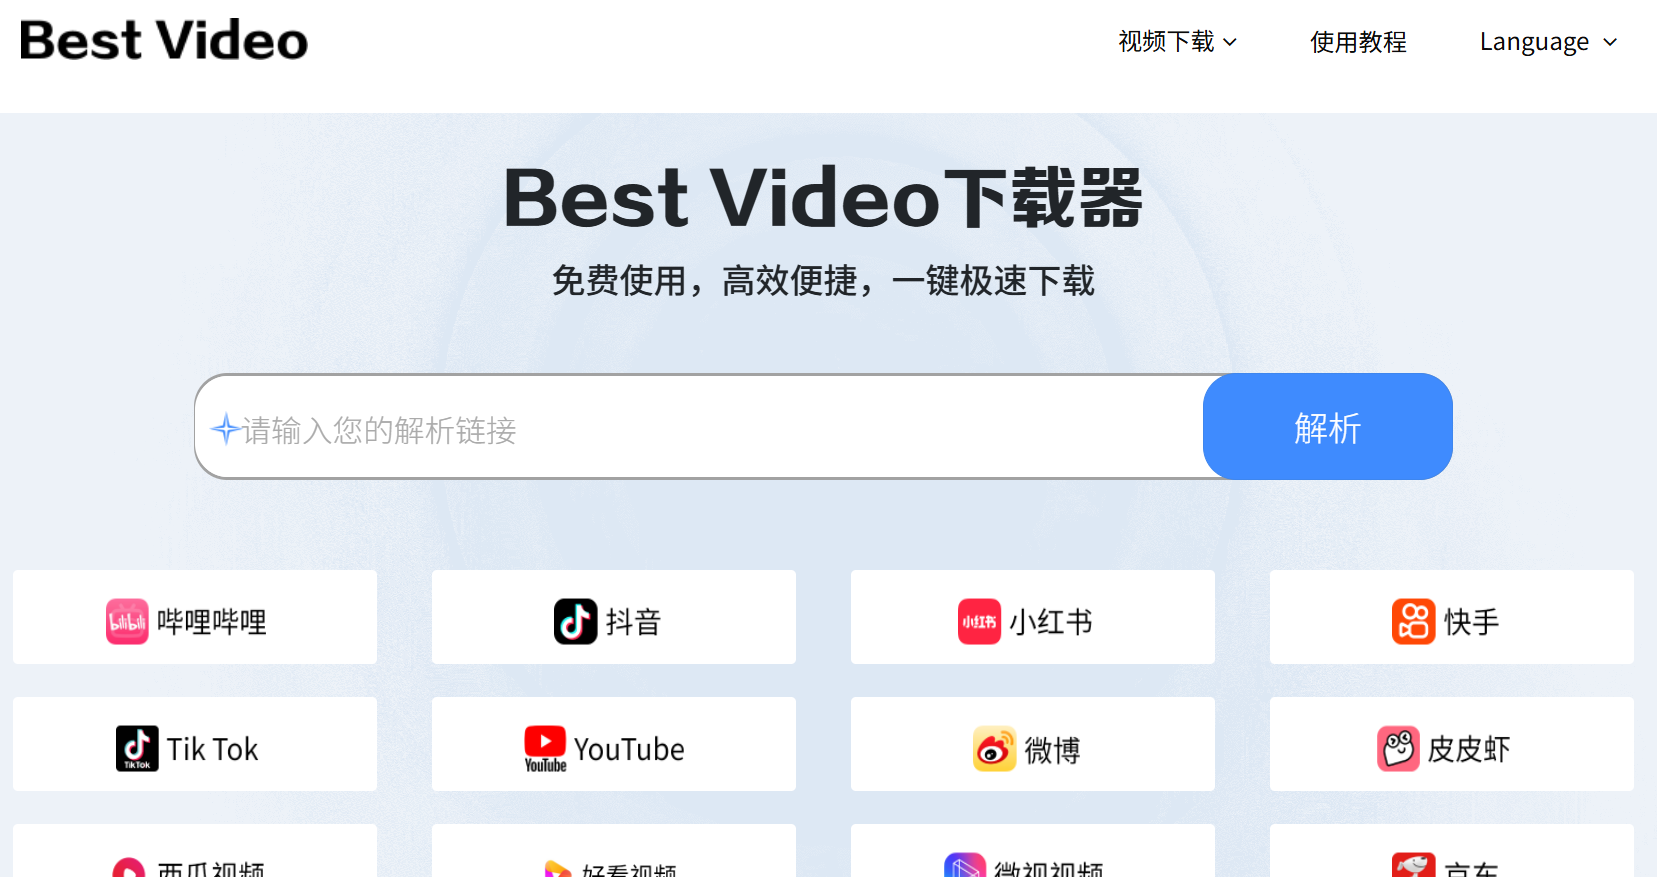 Best Video
视频下载
使用教程
Language
Best Video下载器
免费使用，高效便捷，一键极速下载
请输入您的解析链接
解析
bilibili 哔哩哔哩
抖音
小红书 小红书
快手
TikTok Tik Tok
YouTube YouTube
微博
皮皮虾
西瓜视频
好看视频
微视视频
京东